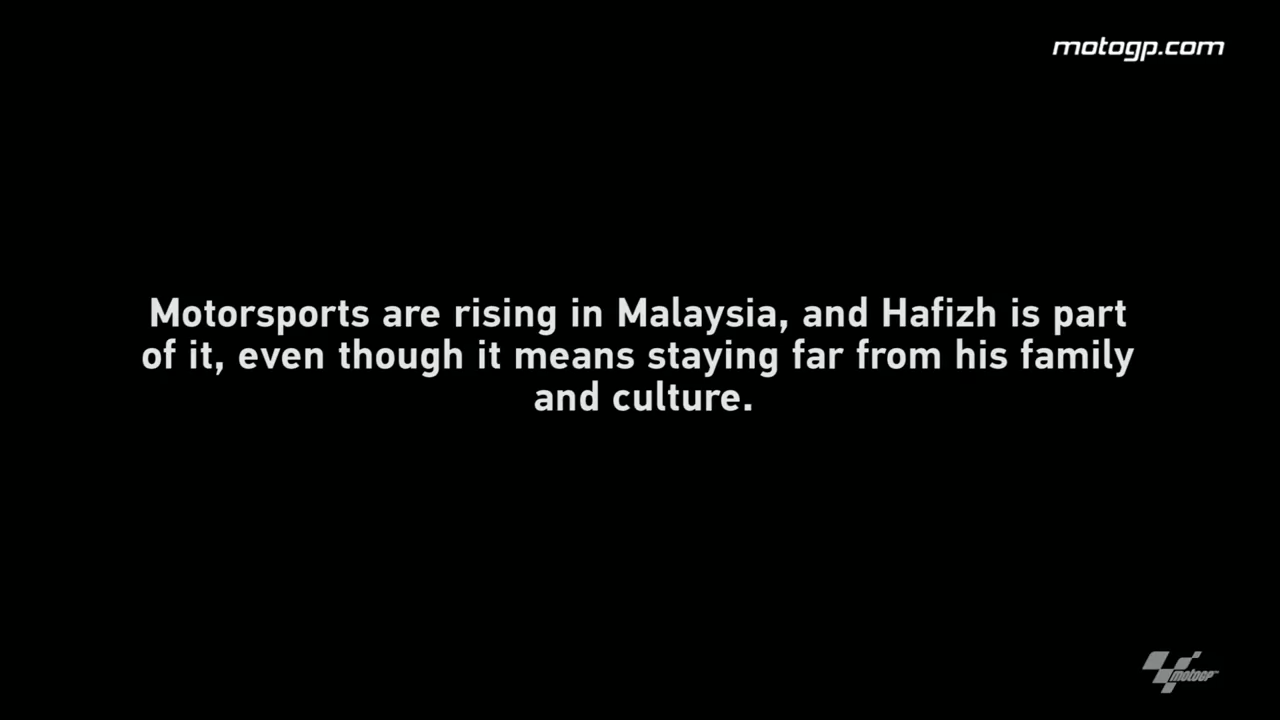 motogp.com
Motorsports are rising in Malaysia, and Hafizh is part
of it, even though it means staying far from his family
and culture.
motoGP™